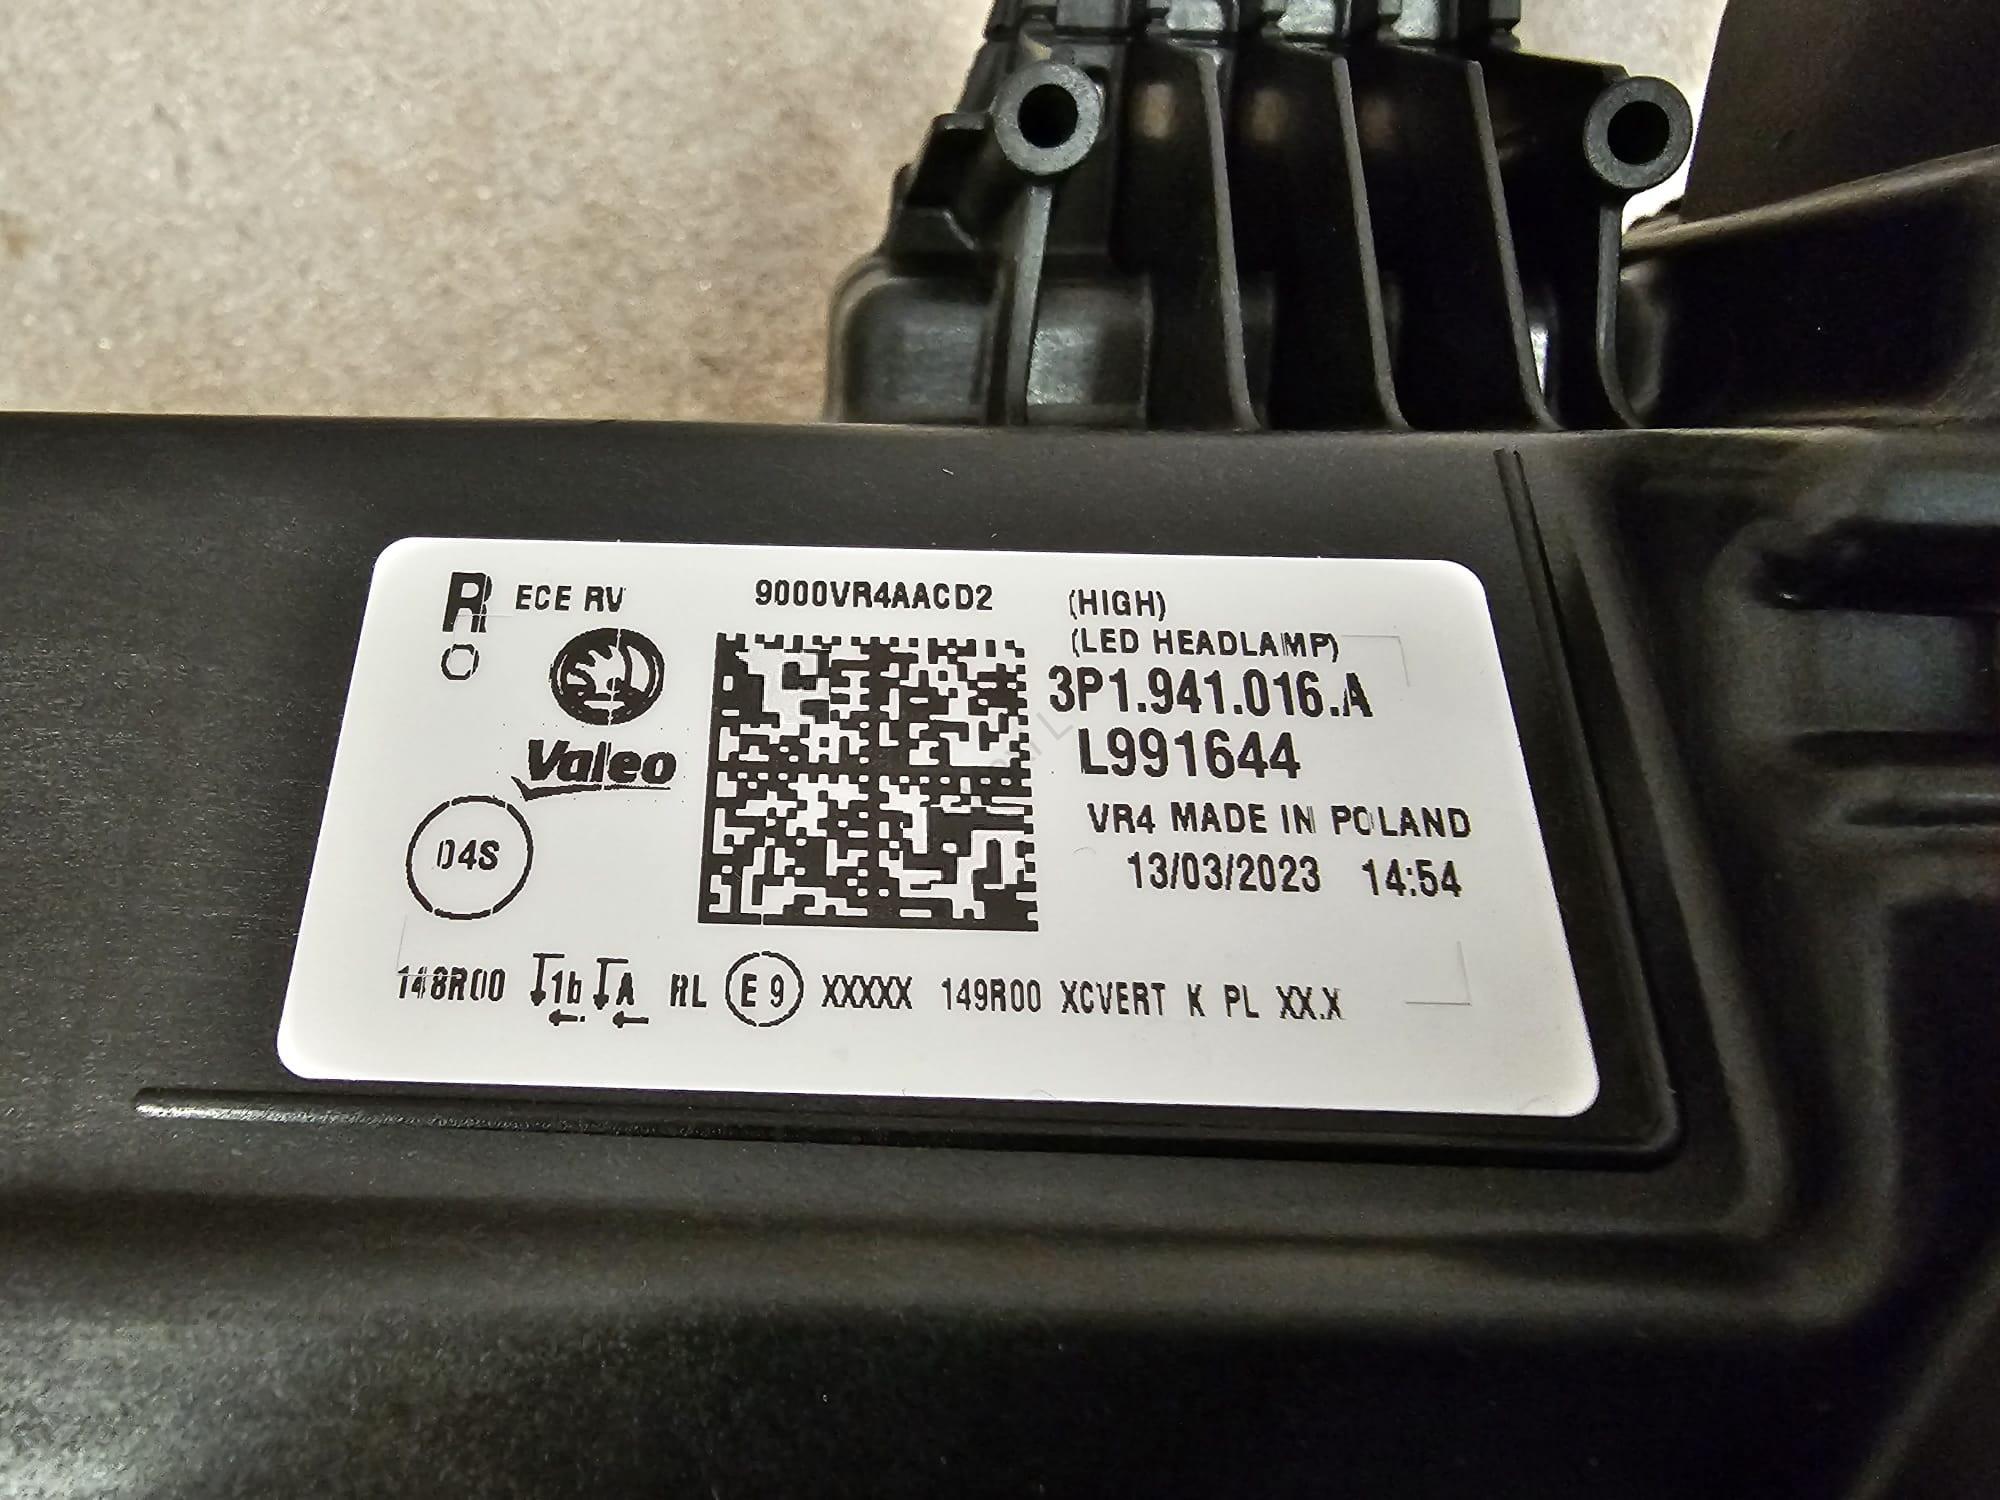 R ECE RV 9000VR4AACD2 (HIGH)
(LED HEADLAMP)
3P1.941.016.A
Valeo L991644
04S VR4 MADE IN POLAND
13/03/2023 14:54
148R00 1b A RL E9 XXXXX 149R00 XCVERT K PL XX.X